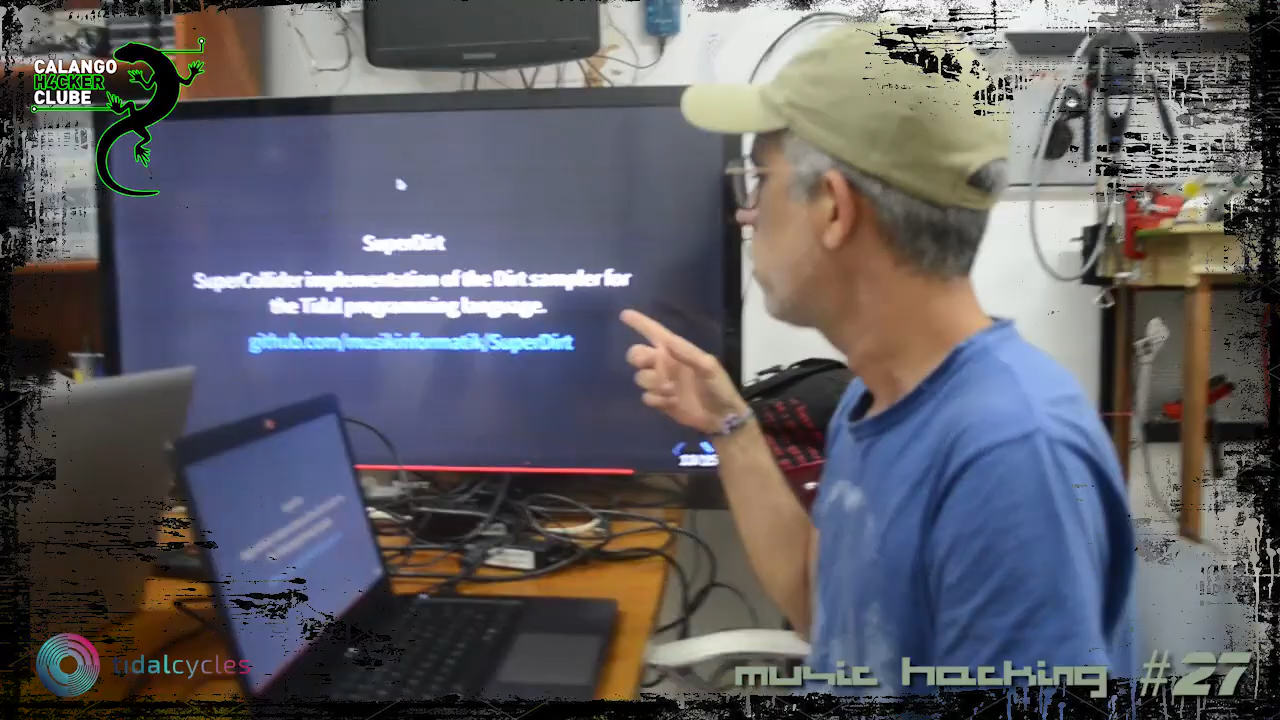 CALANGO
H4CKER
CLUBE
SuperDirt
SuperCollider implementation of the Dirt sampler for
the Tidal programming language.
github.com/musikinformatik/SuperDirt
tidalcycles
music hacking #27